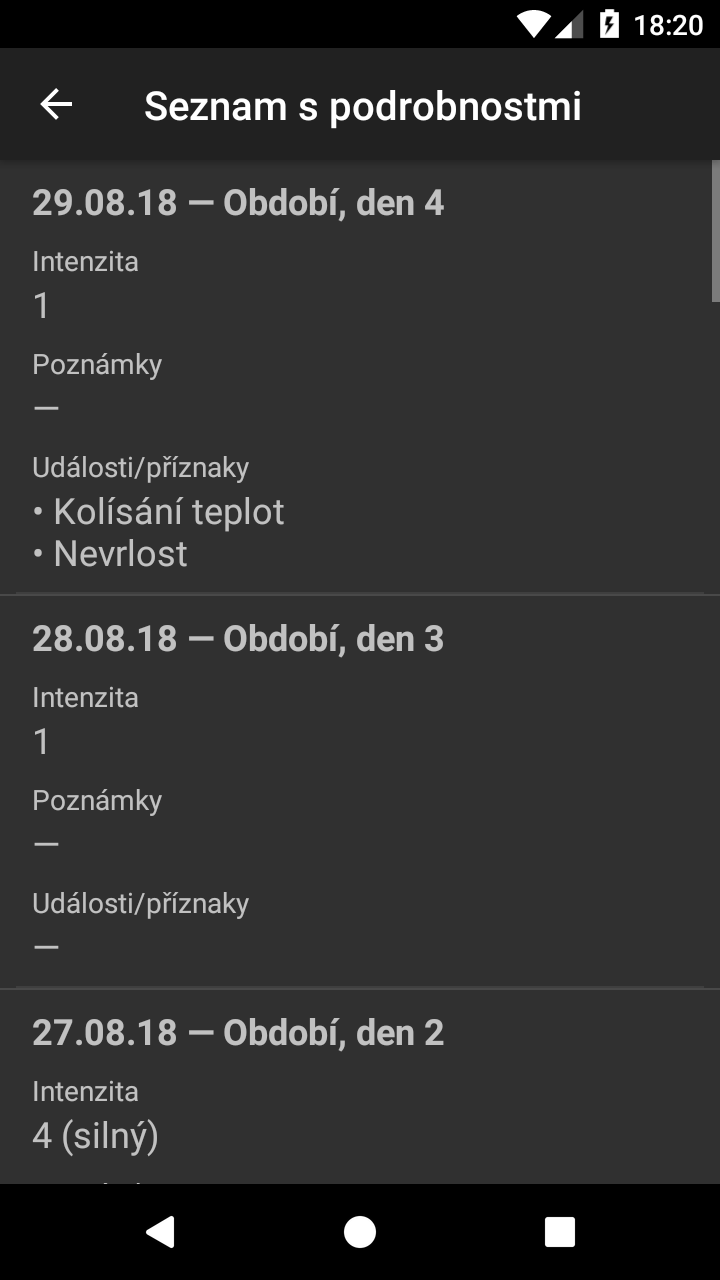 18:20
Seznam s podrobnostmi
29.08.18 — Období, den 4
Intenzita
1
Poznámky
—
Události/příznaky
• Kolísání teplot
• Nevrlost
28.08.18 — Období, den 3
Intenzita
1
Poznámky
—
Události/příznaky
—
27.08.18 — Období, den 2
Intenzita
4 (silný)